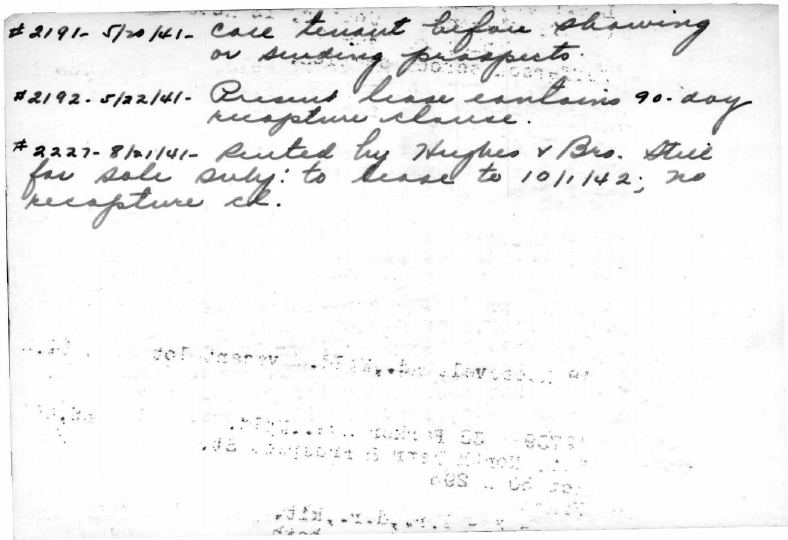 #2191- 5/20/41- Call tenant before showing
or sending prospects.
#2192- 5/22/41- Present lease contains 90-day
recapture clause.
#2227- 8/21/41- Rented by Hughes & Bro. Still
for sale subj: to lease to 10/1/42; no
recapture cl.